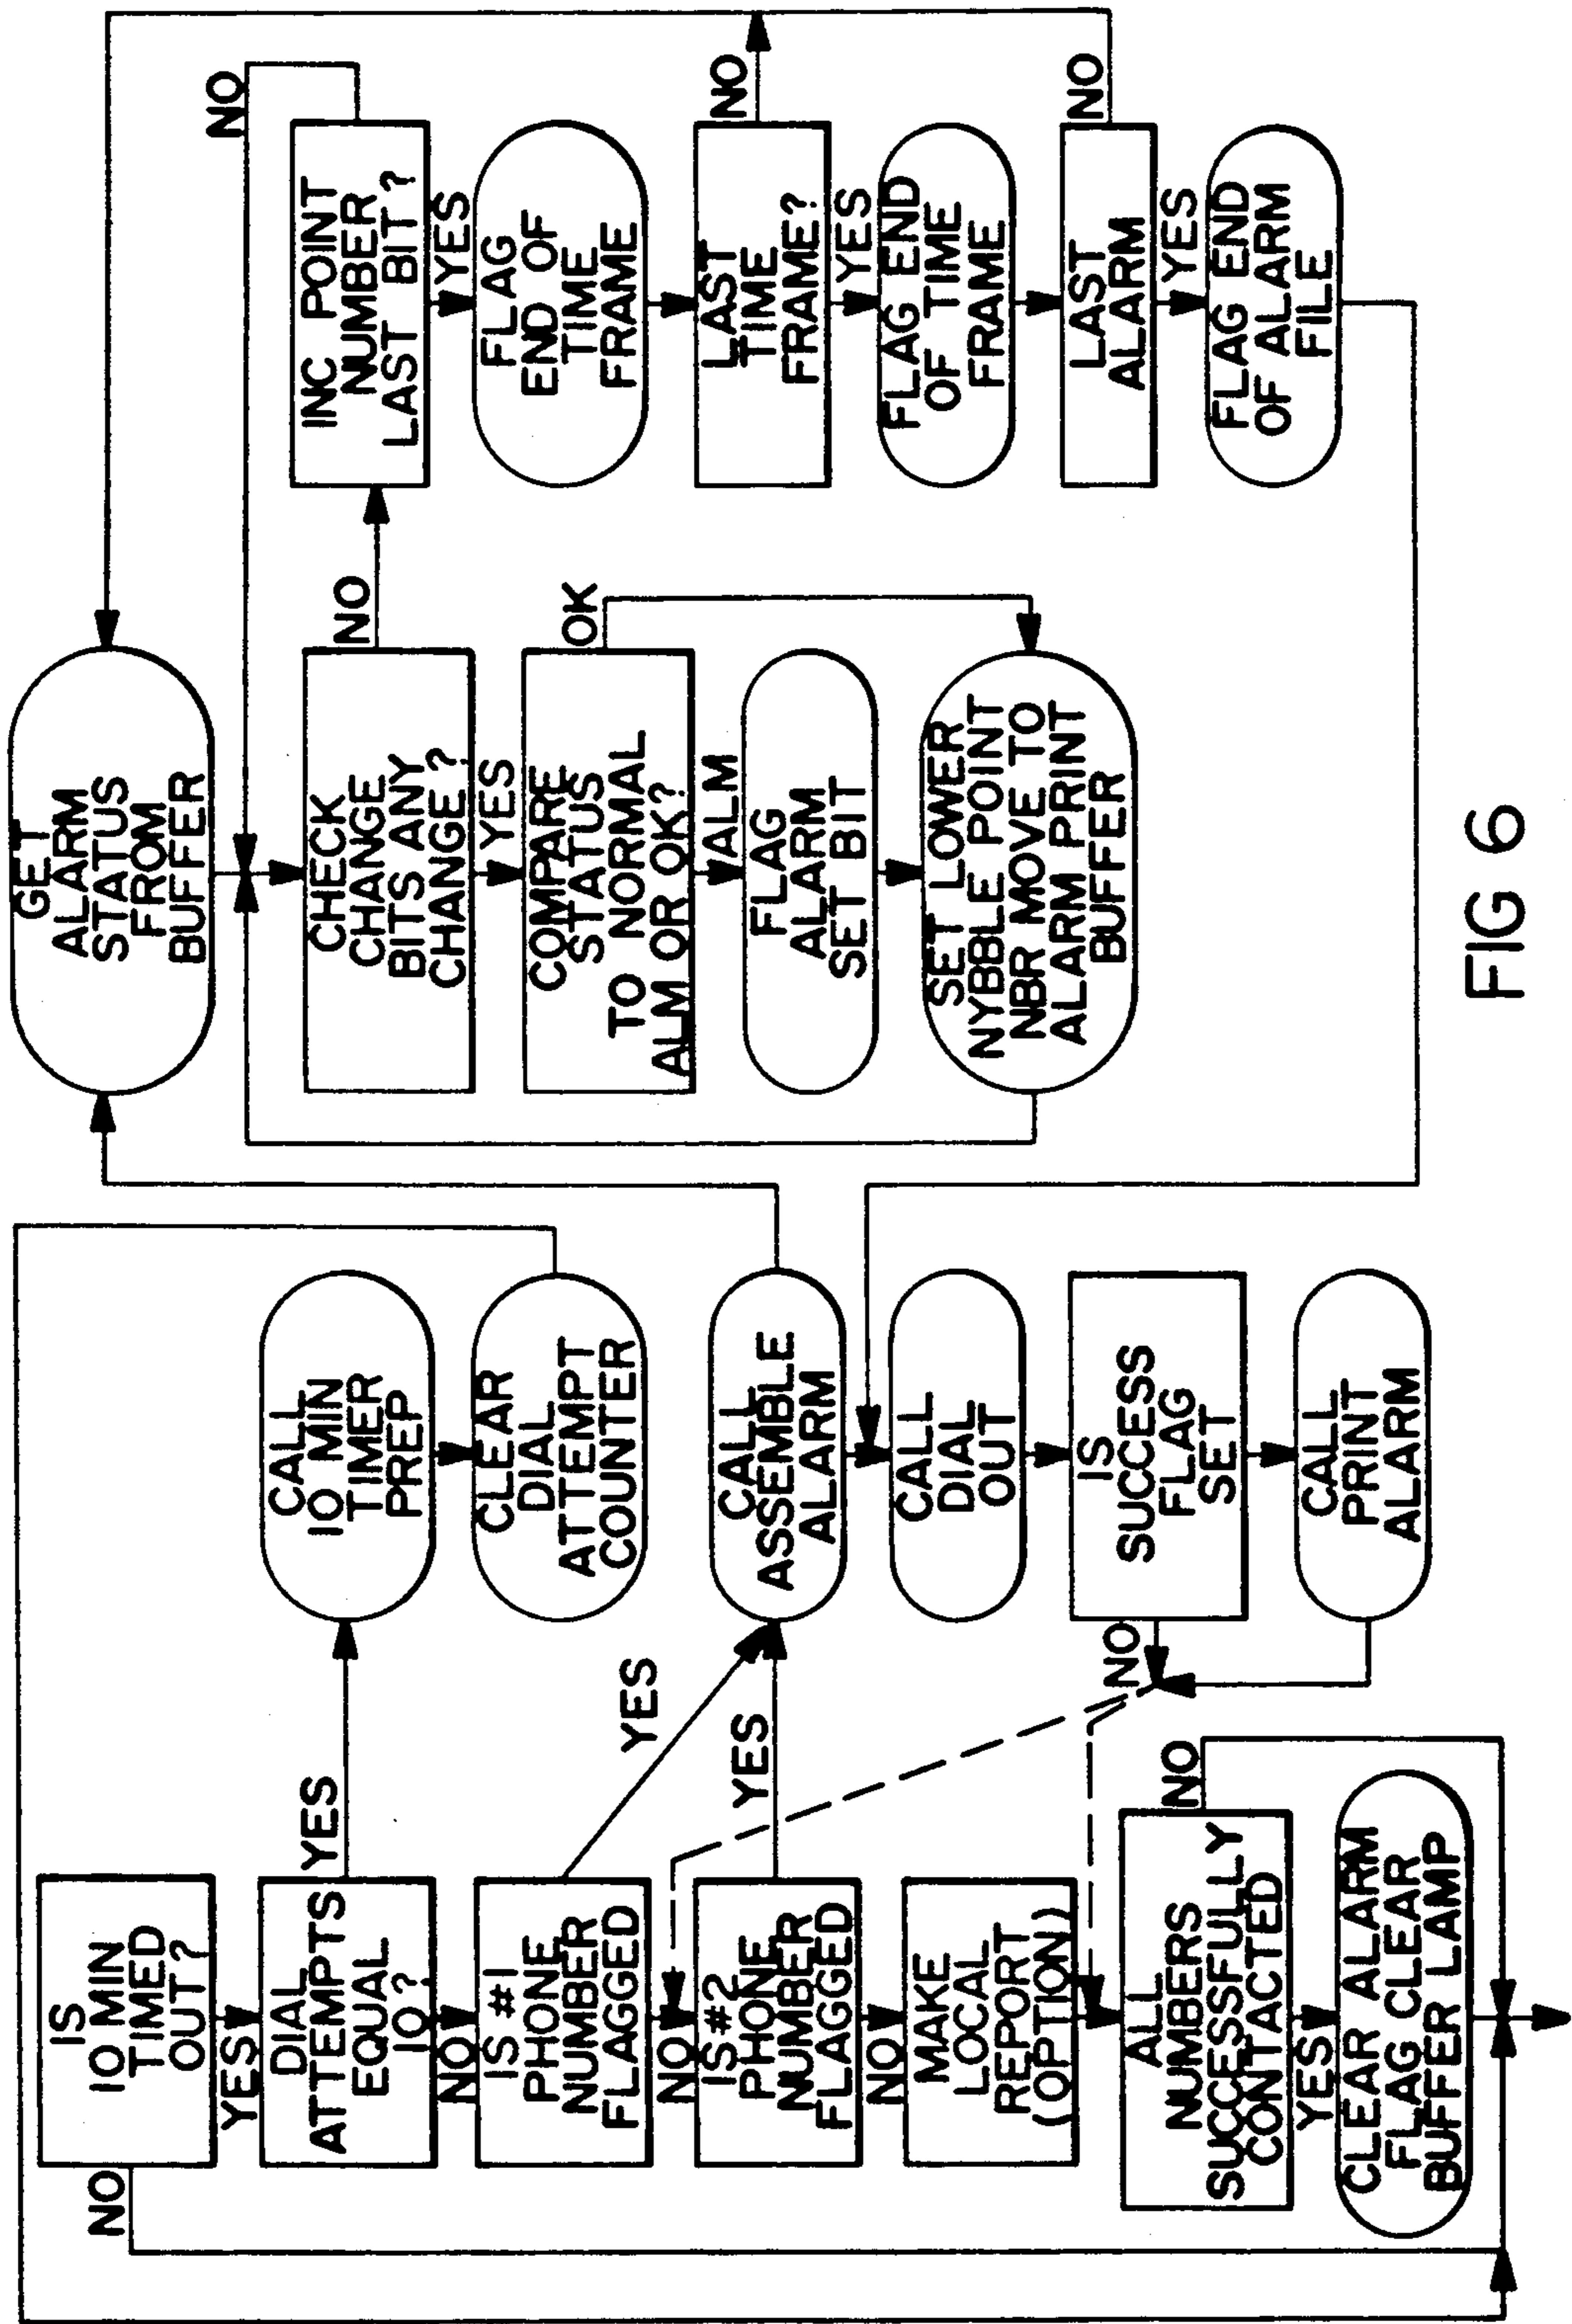 IS
10 MIN
TIMED
OUT?
NO
YES
DIAL
ATTEMPTS
EQUAL
10?
YES
NO
IS #1
PHONE
NUMBER
FLAGGED
YES
NO
IS #2
PHONE
NUMBER
FLAGGED
YES
NO
MAKE
LOCAL
REPORT
(OPTION)
ALL
NUMBERS
SUCCESSFULLY
CONTACTED
NO
YES
CLEAR ALARM
FLAG CLEAR
BUFFER LAMP
CALL
10 MIN
TIMER
PREP
CLEAR
DIAL
ATTEMPT
COUNTER
CALL
ASSEMBLE
ALARM
CALL
DIAL
OUT
IS
SUCCESS
FLAG
SET
NO
CALL
PRINT
ALARM
GET
ALARM
STATUS
FROM
BUFFER
CHECK
CHANGE
BITS ANY
CHANGE?
NO
YES
COMPARE
STATUS
TO NORMAL
ALM OR OK?
OK
ALM
FLAG
ALARM
SET BIT
SET LOWER
NYBBLE POINT
NBR MOVE TO
ALARM PRINT
BUFFER
NO
INC POINT
NUMBER
LAST BIT?
YES
FLAG
END OF
TIME
FRAME
LAST
TIME
FRAME?
NO
YES
FLAG END
OF TIME
FRAME
LAST
ALARM
NO
YES
FLAG END
OF ALARM
FILE
FIG 6